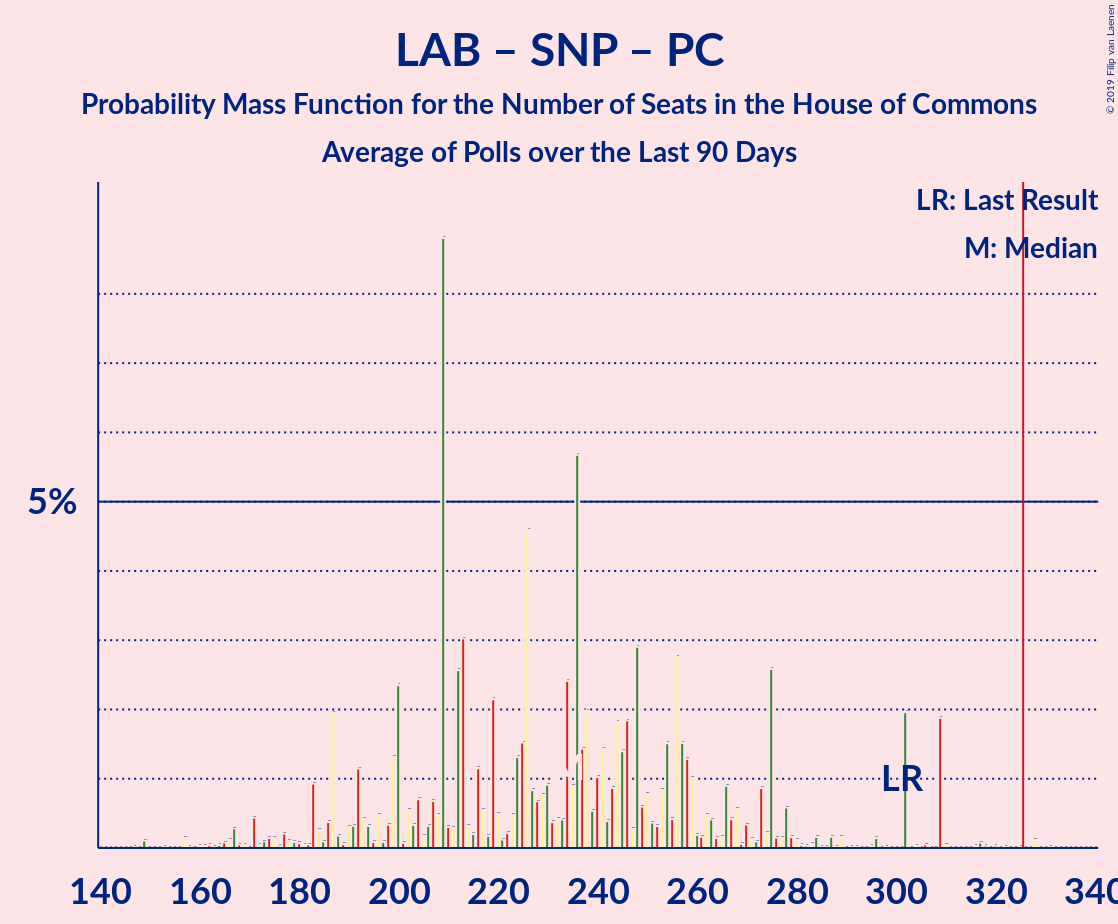 LAB – SNP – PC
Probability Mass Function for the Number of Seats in the House of Commons
Average of Polls over the Last 90 Days
© 2019 Filip van Laenen
LR: Last Result
M: Median
5%
LR
140 160 180 200 220 240 260 280 300 320 340